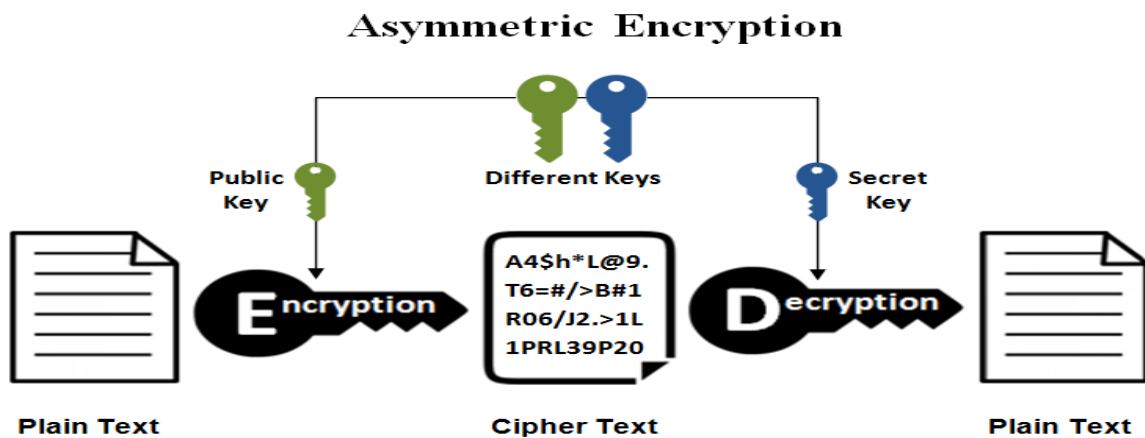 Asymmetric Encryption
Public
Key
Different Keys
Secret
Key
Encryption
A4$h*L@9.
T6=#/>B#1
R06/J2.>1L
1PRL39P20
Decryption
Plain Text
Cipher Text
Plain Text